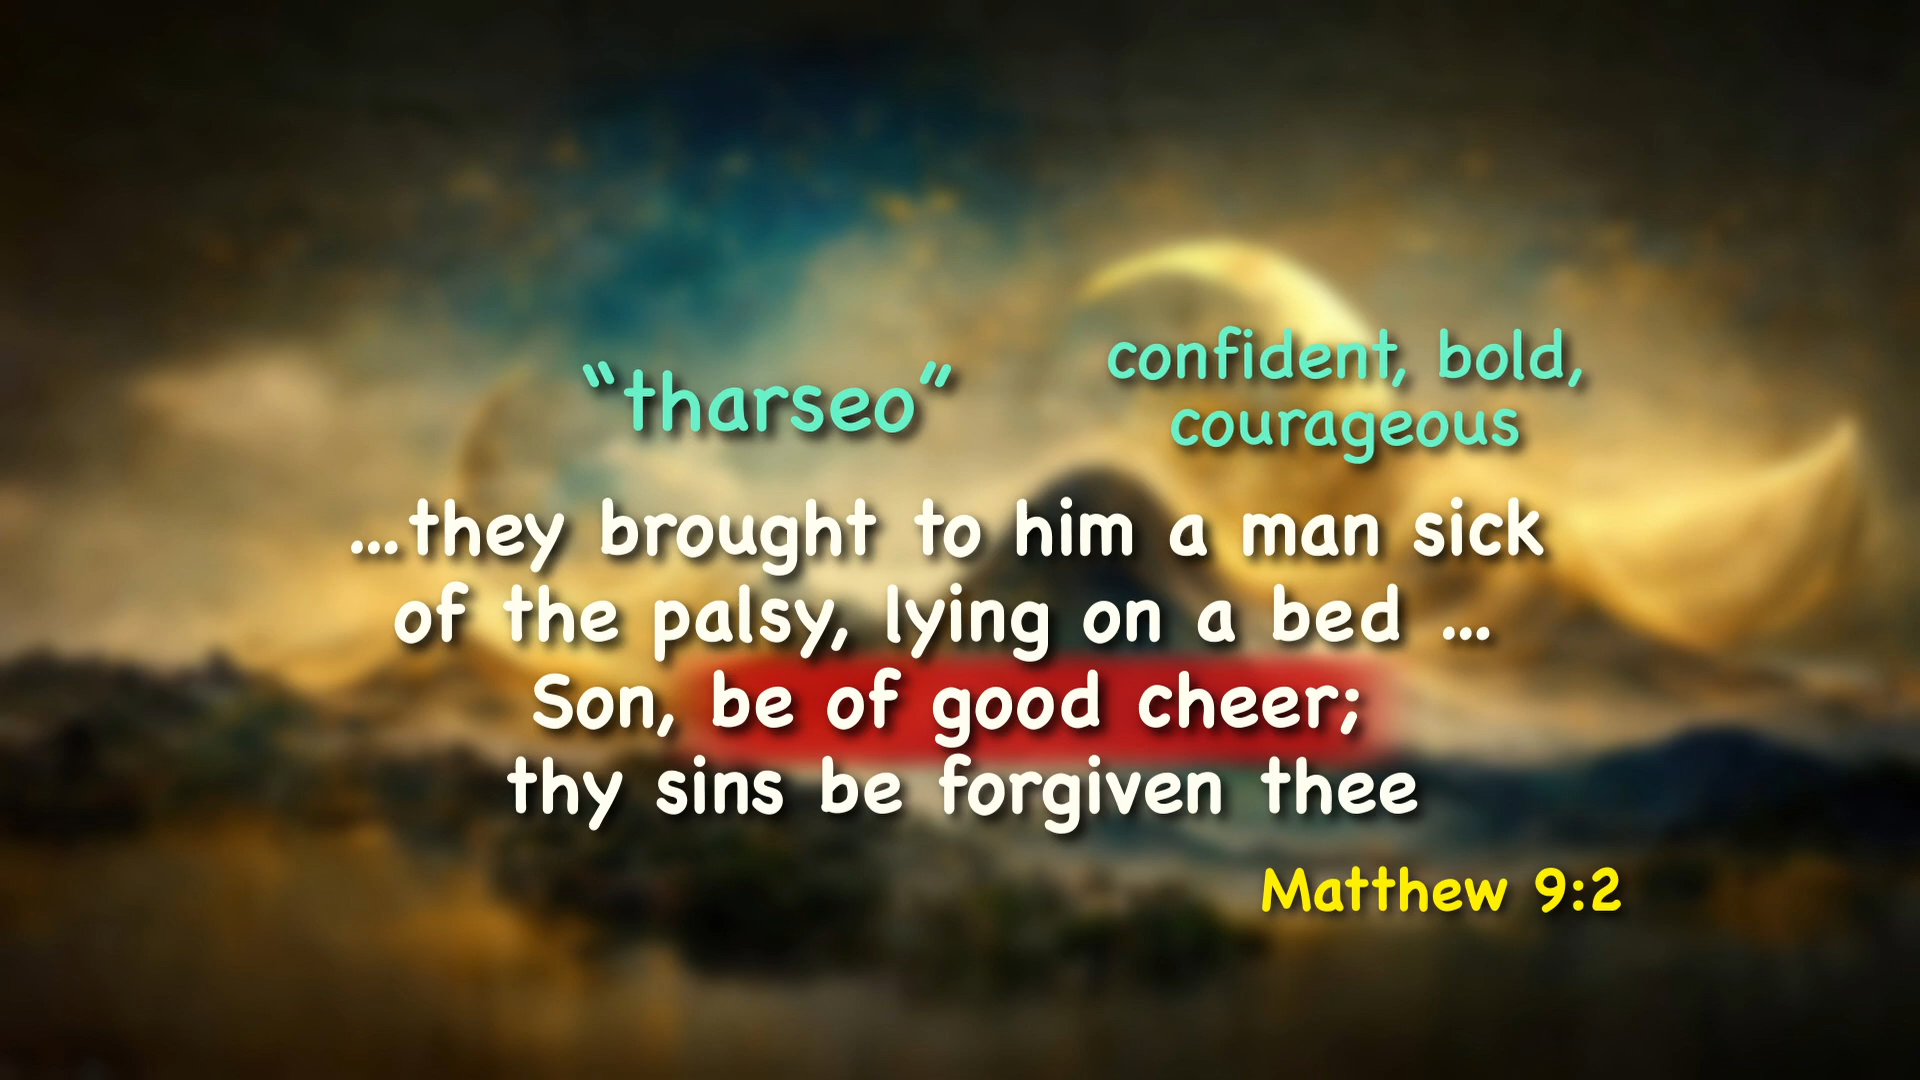 “tharseo”
confident, bold,
courageous
...they brought to him a man sick
of the palsy, lying on a bed ...
Son, be of good cheer;
thy sins be forgiven thee
Matthew 9:2